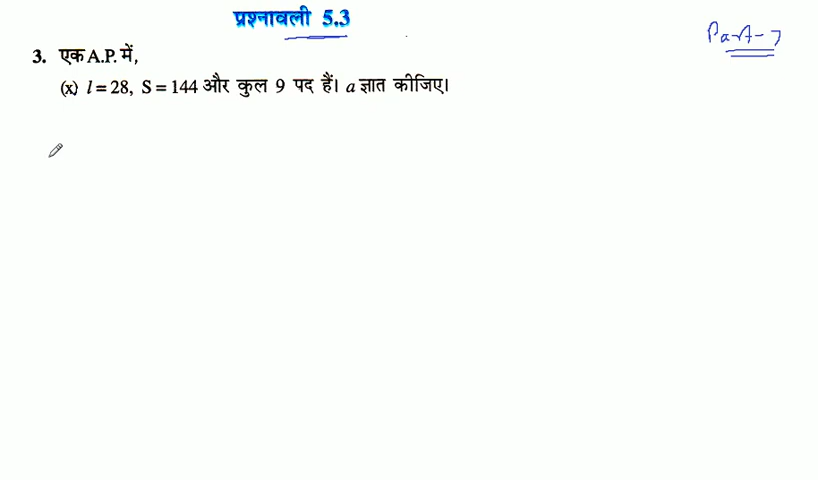 प्रश्नावली 5.3
Part-7
3. एक A.P. में,
(x) l = 28, S = 144 और कुल 9 पद हैं। a ज्ञात कीजिए।